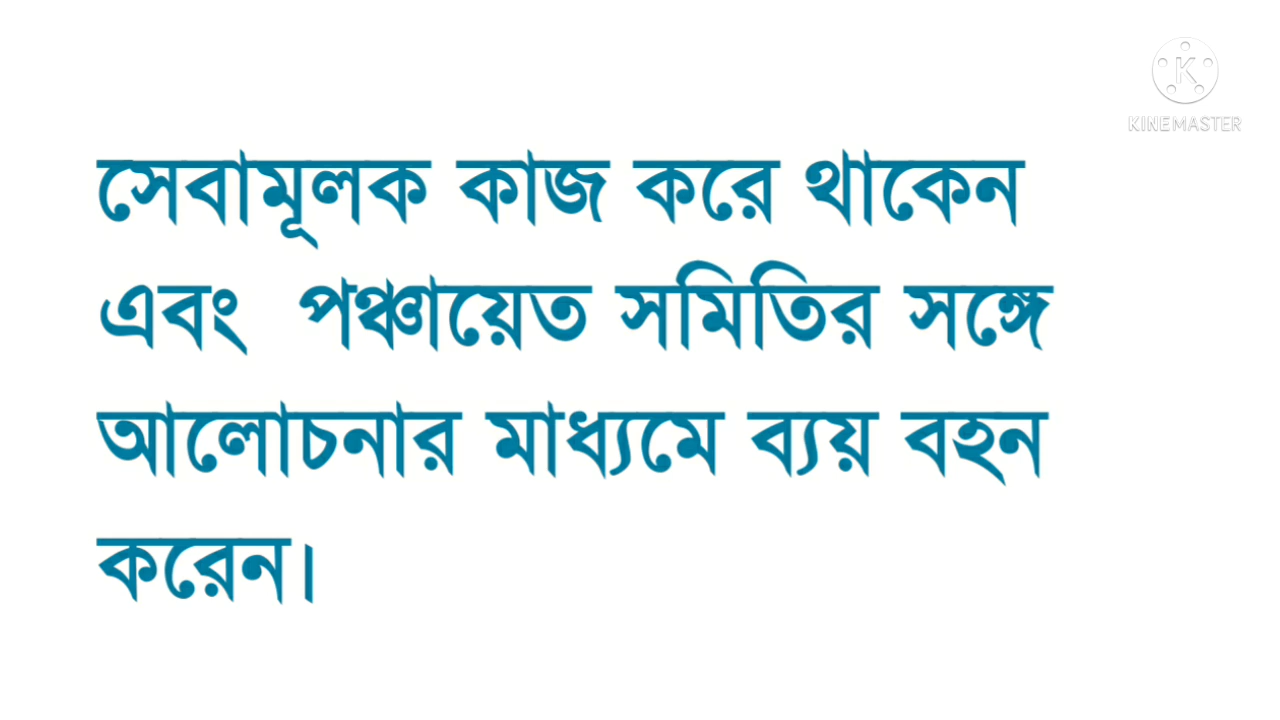 KINEMASTER
সেবামূলক কাজ করে থাকেন
এবং পঞ্চায়েত সমিতির সঙ্গে
আলোচনার মাধ্যমে ব্যয় বহন
করেন।